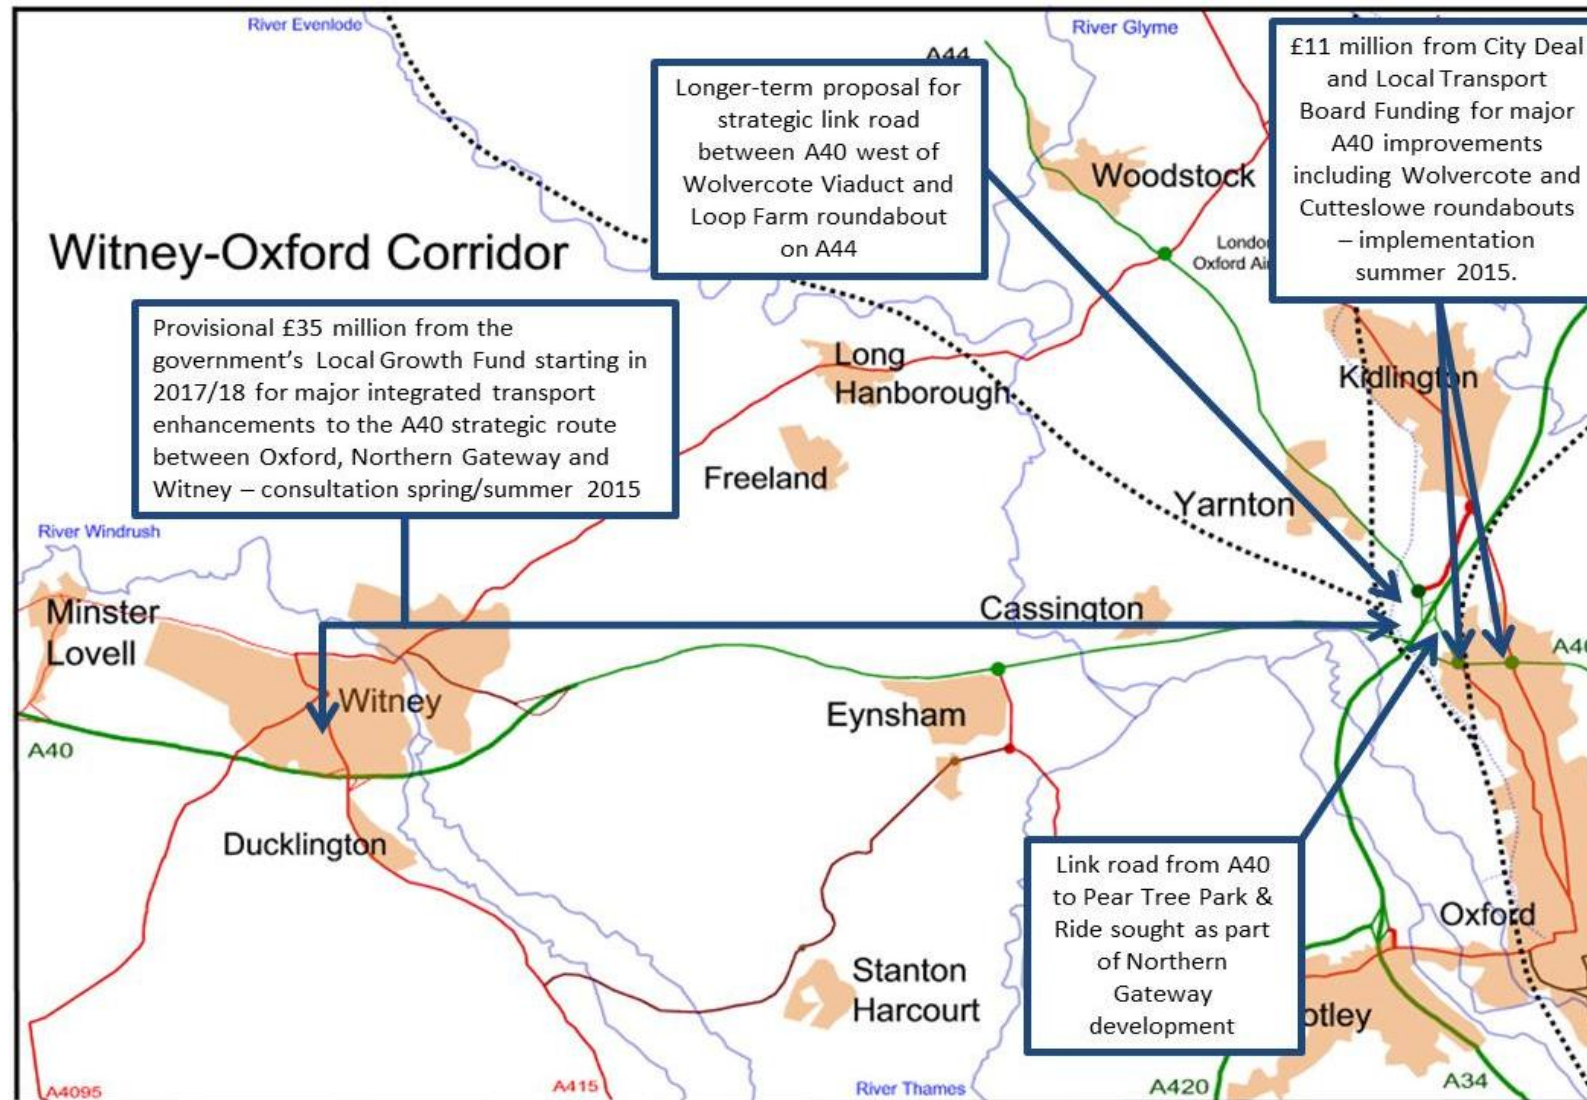 River Evenlode
River Glyme
A44
Longer-term proposal for
strategic link road
between A40 west of
Wolvercote Viaduct and
Loop Farm roundabout
on A44
£11 million from City Deal
and Local Transport
Board Funding for major
A40 improvements
including Wolvercote and
Cutteslowe roundabouts
– implementation
summer 2015.
Woodstock
London
Oxford Ai
Witney-Oxford Corridor
Provisional £35 million from the
government’s Local Growth Fund starting in
2017/18 for major integrated transport
enhancements to the A40 strategic route
between Oxford, Northern Gateway and
Witney – consultation spring/summer 2015
Long
Hanborough
Kidlington
Freeland
Yarnton
River Windrush
Minster
Lovell
Cassington
A40
Witney
Eynsham
A40
Ducklington
Link road from A40
to Pear Tree Park &
Ride sought as part
of Northern
Gateway
development
Oxford
Stanton
Harcourt
otley
A4095
A415
River Thames
A420
A34